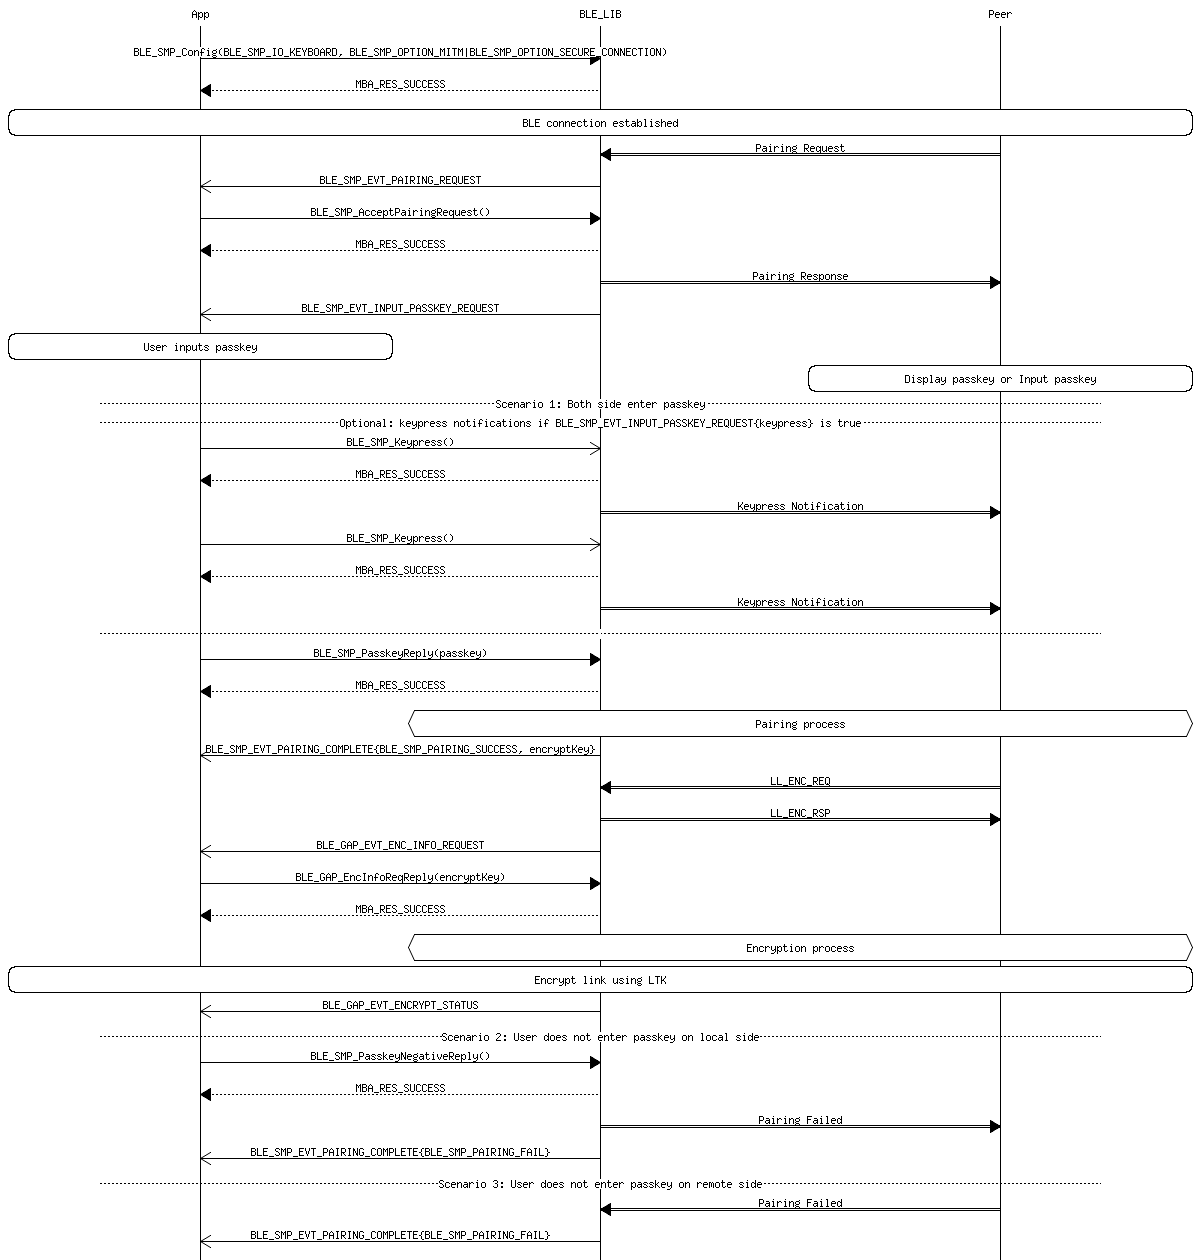 App BLE_LIB Peer
BLE_SMP_Config(BLE_SMP_IO_KEYBOARD, BLE_SMP_OPTION_MITM|BLE_SMP_OPTION_SECURE_CONNECTION)
MBA_RES_SUCCESS
BLE connection established
Pairing Request
BLE_SMP_EVT_PAIRING_REQUEST
BLE_SMP_AcceptPairingRequest()
MBA_RES_SUCCESS
Pairing Response
BLE_SMP_EVT_INPUT_PASSKEY_REQUEST
User inputs passkey
Display passkey or Input passkey
Scenario 1: Both side enter passkey
Optional: keypress notifications if BLE_SMP_EVT_INPUT_PASSKEY_REQUEST{keypress} is true
BLE_SMP_Keypress()
MBA_RES_SUCCESS
Keypress Notification
BLE_SMP_Keypress()
MBA_RES_SUCCESS
Keypress Notification
BLE_SMP_PasskeyReply(passkey)
MBA_RES_SUCCESS
Pairing process
BLE_SMP_EVT_PAIRING_COMPLETE{BLE_SMP_PAIRING_SUCCESS, encryptKey}
LL_ENC_REQ
LL_ENC_RSP
BLE_GAP_EVT_ENC_INFO_REQUEST
BLE_GAP_EncInfoReqReply(encryptKey)
MBA_RES_SUCCESS
Encryption process
Encrypt link using LTK
BLE_GAP_EVT_ENCRYPT_STATUS
Scenario 2: User does not enter passkey on local side
BLE_SMP_PasskeyNegativeReply()
MBA_RES_SUCCESS
Pairing Failed
BLE_SMP_EVT_PAIRING_COMPLETE{BLE_SMP_PAIRING_FAIL}
Scenario 3: User does not enter passkey on remote side
Pairing Failed
BLE_SMP_EVT_PAIRING_COMPLETE{BLE_SMP_PAIRING_FAIL}